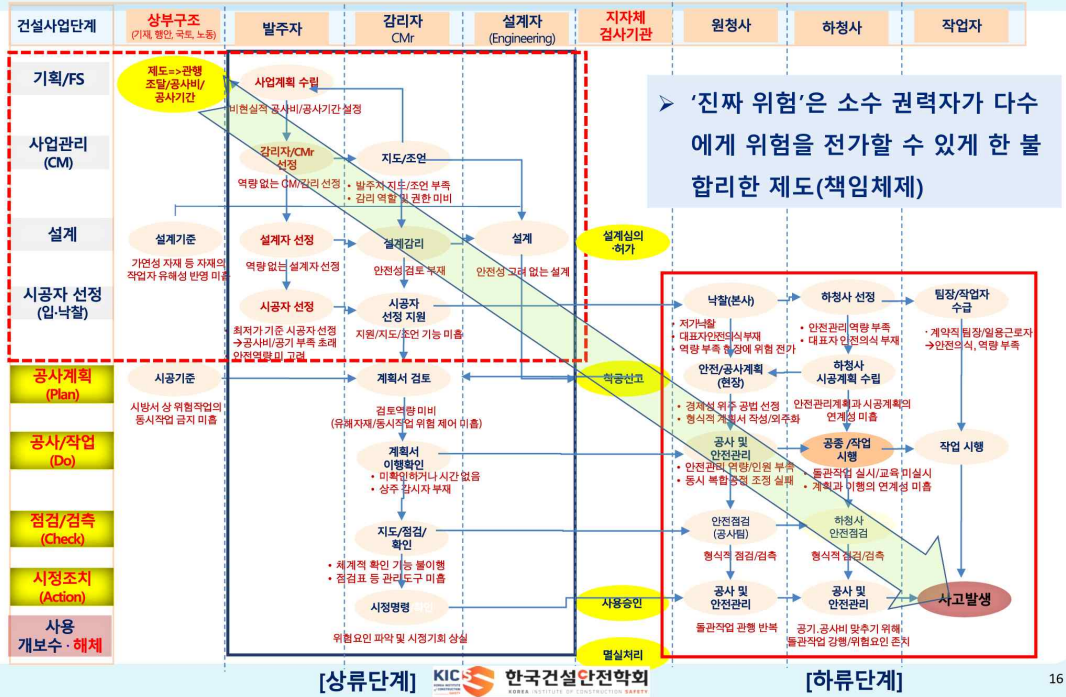 건설사업단계
상부구조
(기재, 행안, 국토, 노동)
발주자
감리자
CMr
설계자
(Engineering)
지자체
검사기관
원청사
하청사
작업자
기획/FS
제도=>관행
조달/공사비/
공사기간
사업계획 수립
비현실적 공사비/공사기간 설정
➢ ‘진짜 위험’은 소수 권력자가 다수
에게 위험을 전가할 수 있게 한 불
합리한 제도(책임체제)
사업관리
(CM)
감리자/CMr
선정
지도/조언
역량 없는 CM/감리 선정
• 발주자 지도/조언 부족
• 감리 역할 및 권한 미비
설계
설계기준
설계자 선정
설계감리
설계
설계심의
·허가
가연성 자재 등 자재의
작업자 유해성 반영 미흡
역량 없는 설계자 선정
안전성 검토 부재
안전성 고려 없는 설계
시공자 선정
(입·낙찰)
시공자 선정
시공자
선정 지원
낙찰(본사)
하청사 선정
팀장/작업자
수급
최저가 기준 시공자 선정
→공사비/공기 부족 초래
안전역량 미 고려
지원/지도/조언 기능 미흡
• 저가낙찰
• 대표자안전의식부재
• 역량 부족 현장에 위험 전가
• 안전관리 역량 부족
• 대표자 안전의식 부재
· 계약직 팀장/일용근로자
→안전의식, 역량 부족
공사계획
(Plan)
시공기준
계획서 검토
착공신고
안전/공사계획
(현장)
하청사
시공계획 수립
시방서 상 위험작업의
동시작업 금지 미흡
검토역량 미비
(유해자재/동시작업 위험 제어 미흡)
• 경제성 위주 공법 선정
• 형식적 계획서 작성/외주화
안전관리계획과 시공계획의
연계성 미흡
공사/작업
(Do)
계획서
이행확인
공사 및
안전관리
공종 /작업
시행
작업 시행
• 미확인하거나 시간 없음
• 상주 감시자 부재
• 안전관리 역량/인원 부족
• 동시 복합공정 조정 실패
• 돌관작업 실시/교육 미실시
• 계획과 이행의 연계성 미흡
점검/검측
(Check)
지도/점검/
확인
안전점검
(공사팀)
하청사
안전점검
• 체계적 확인 기능 불이행
• 점검표 등 관리도구 미흡
형식적 점검/검측
형식적 점검/검측
시정조치
(Action)
시정명령
사용승인
공사 및
안전관리
공사 및
안전관리
사고발생
위험요인 파악 및 시정기회 상실
돌관작업 관행 반복
공기.공사비 맞추기 위해
돌관작업 강행/위험요인 존치
사용
개보수 · 해체
멸실처리
[상류단계]
KICS
한국건설안전학회
KOREA INSTITUTE OF CONSTRUCTION SAFETY
[하류단계]
16